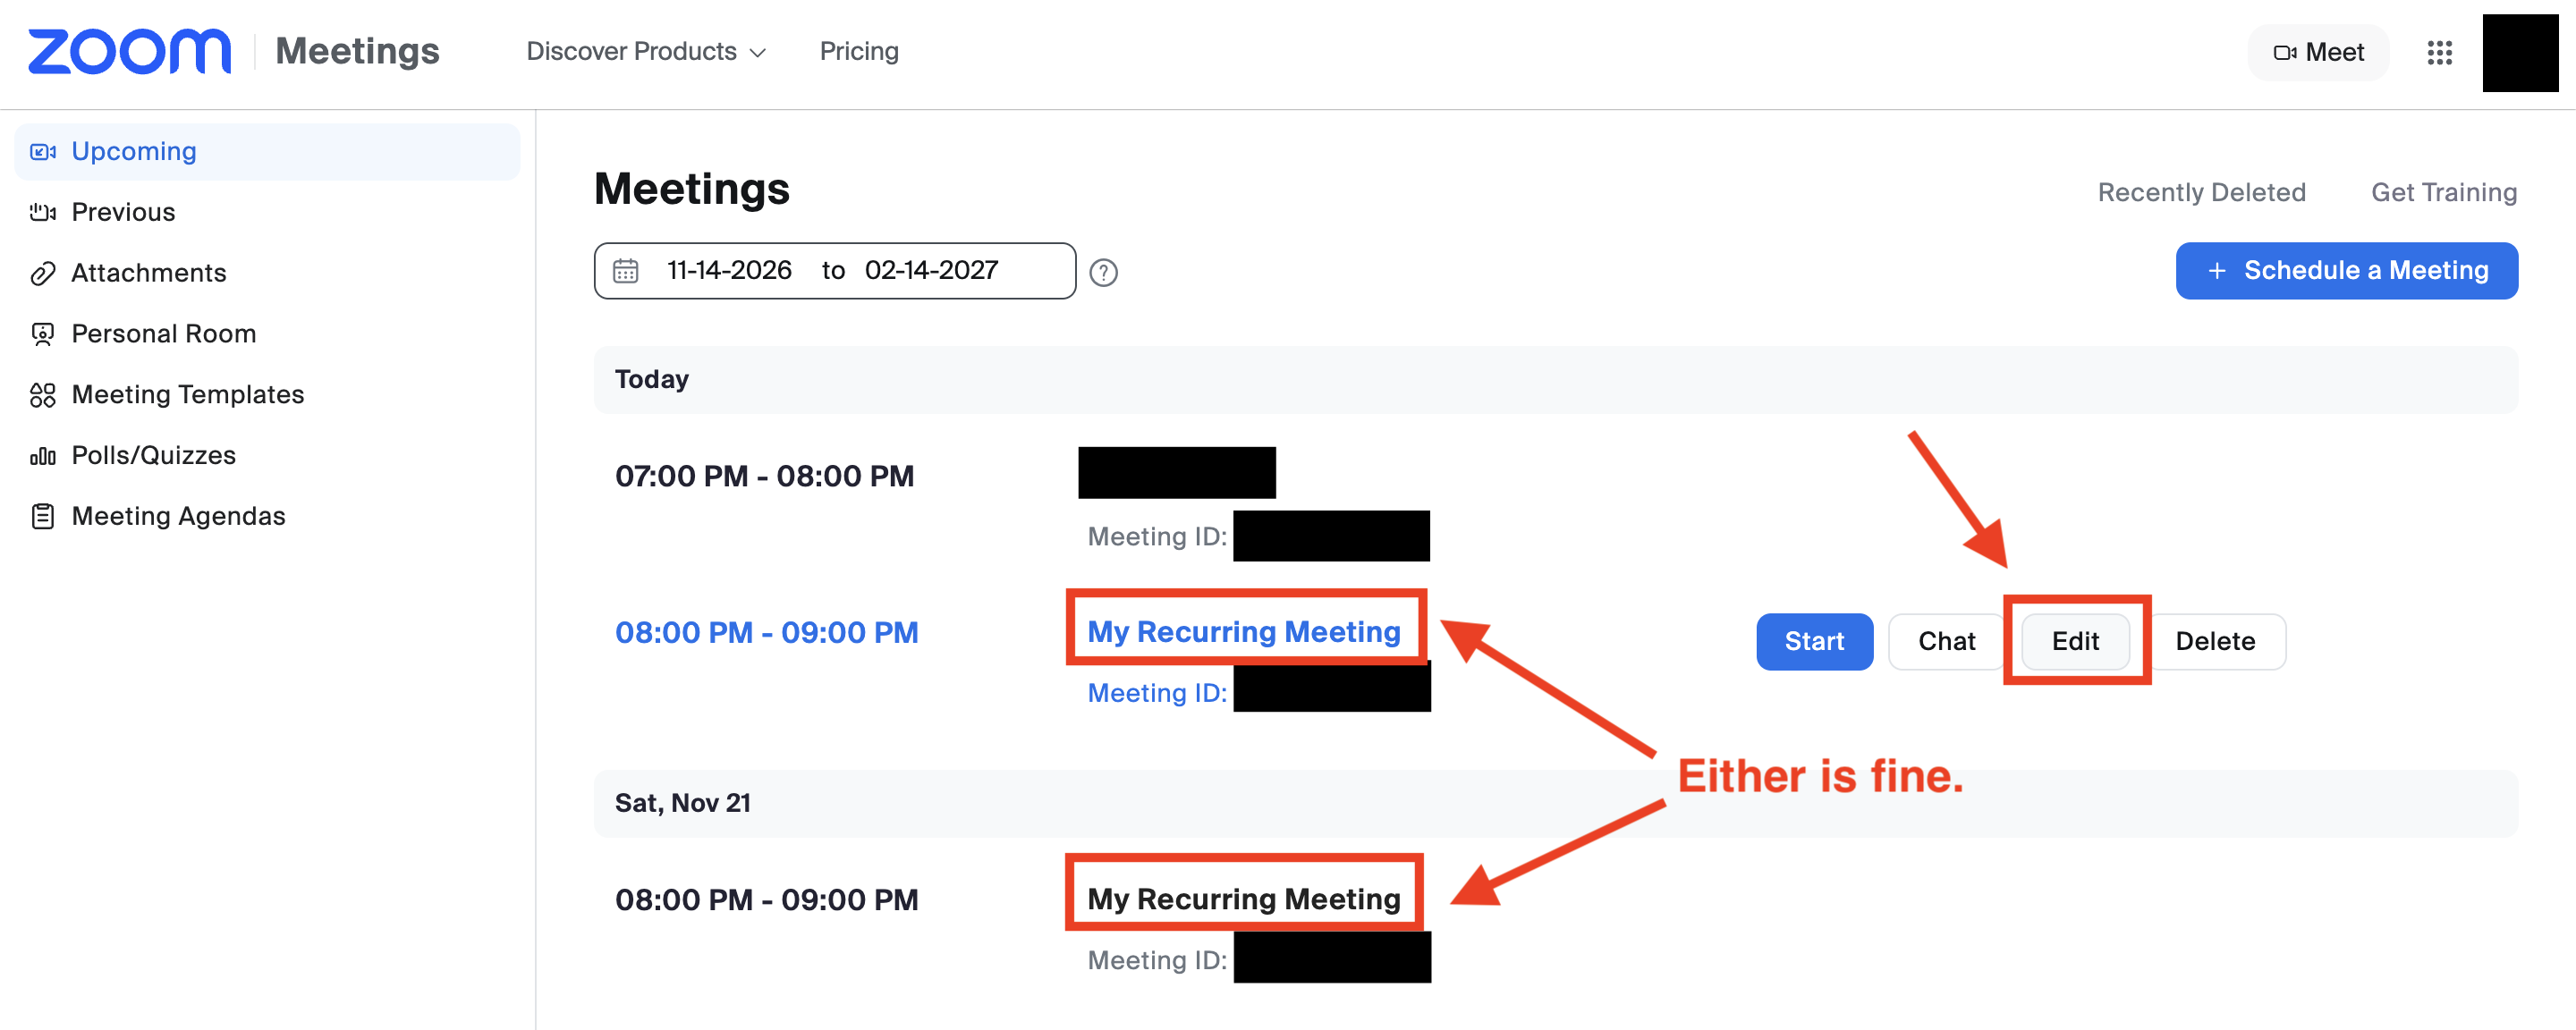 zoom Meetings Discover Products Pricing Meet
Upcoming
Previous
Attachments
Personal Room
Meeting Templates
Polls/Quizzes
Meeting Agendas
Meetings
Recently Deleted Get Training
11-14-2026 to 02-14-2027 ?
+ Schedule a Meeting
Today
07:00 PM - 08:00 PM
Meeting ID:
08:00 PM - 09:00 PM My Recurring Meeting Start Chat Edit Delete
Meeting ID:
Either is fine.
Sat, Nov 21
08:00 PM - 09:00 PM My Recurring Meeting
Meeting ID: